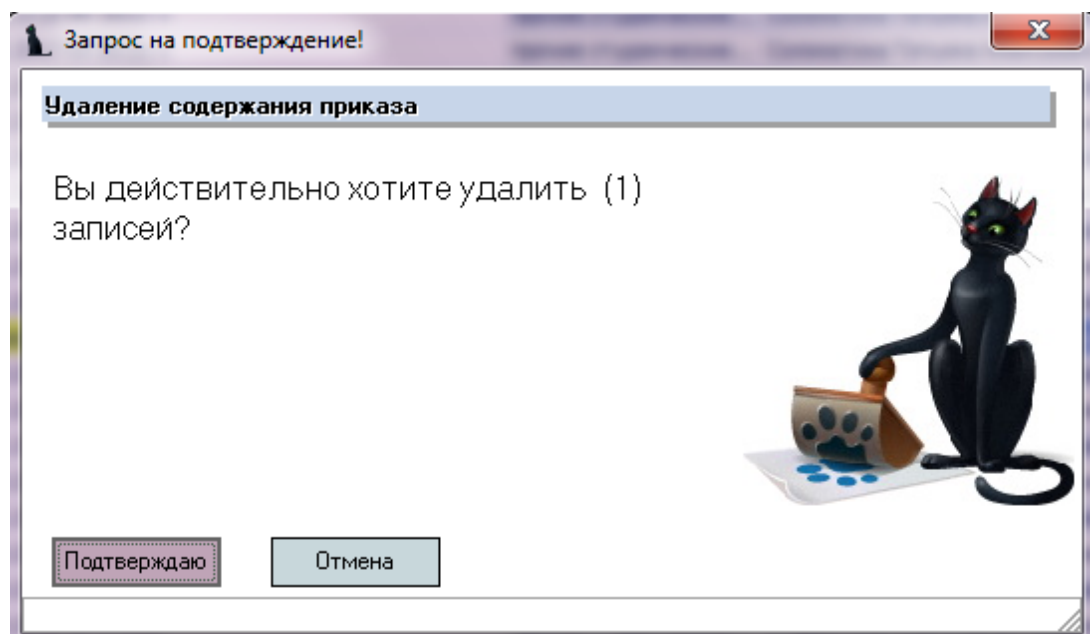 Запрос на подтверждение!
Удаление содержания приказа
Вы действительно хотите удалить (1)
записей?
Подтверждаю
Отмена